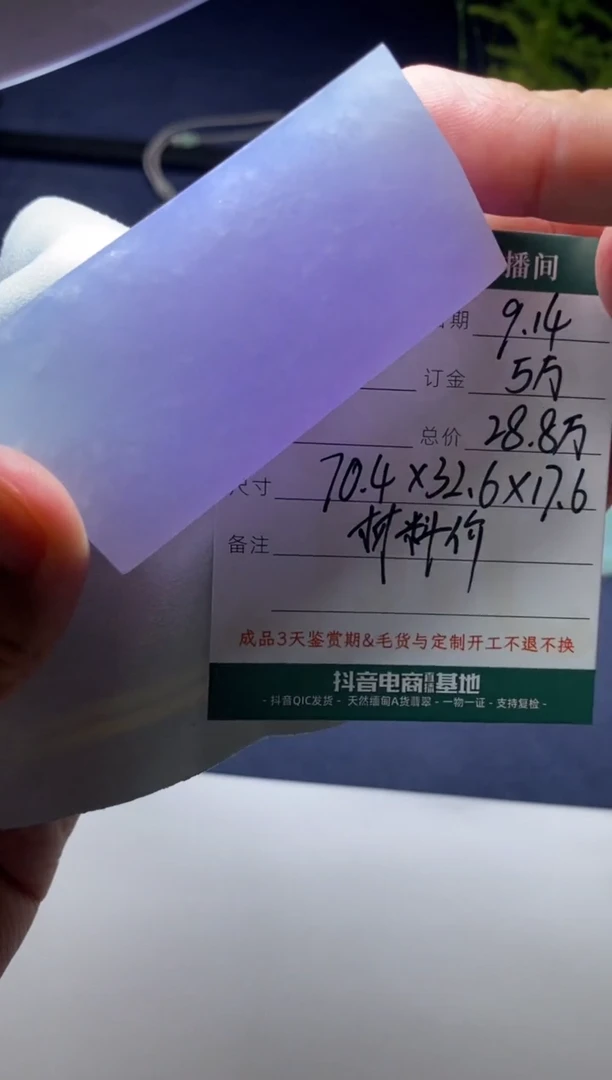 播间
期 9.14
订金 5万
总价 28.8万
尺寸 70.4×32.6×17.6
备注 材料价
成品3天鉴赏期&毛货与定制开工不退不换
抖音电商直播基地
- 抖音QIC发货 - 天然缅甸A货翡翠 - 一物一证 - 支持复检 -